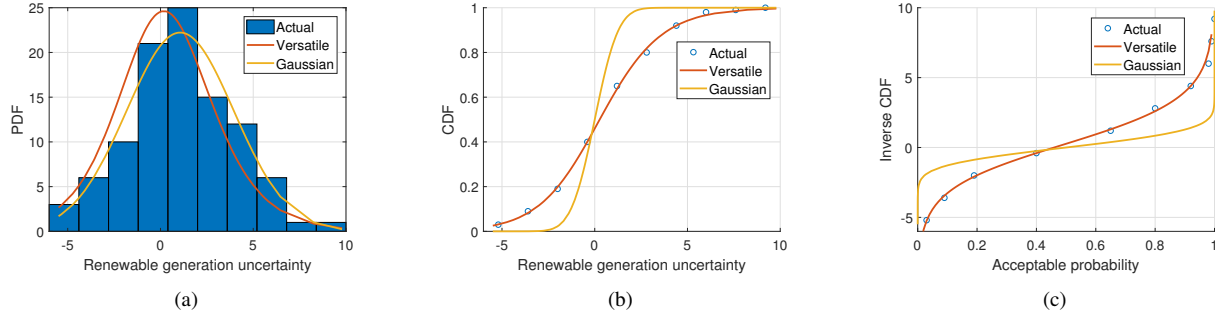 25
20
15
10
5
0
PDF
-5
0
5
10
Renewable generation uncertainty
Actual
Versatile
Gaussian
(a)
1
0.8
0.6
0.4
0.2
0
CDF
-5
0
5
10
Renewable generation uncertainty
Actual
Versatile
Gaussian
(b)
10
5
0
-5
Inverse CDF
0
0.2
0.4
0.6
0.8
1
Acceptable probability
Actual
Versatile
Gaussian
(c)